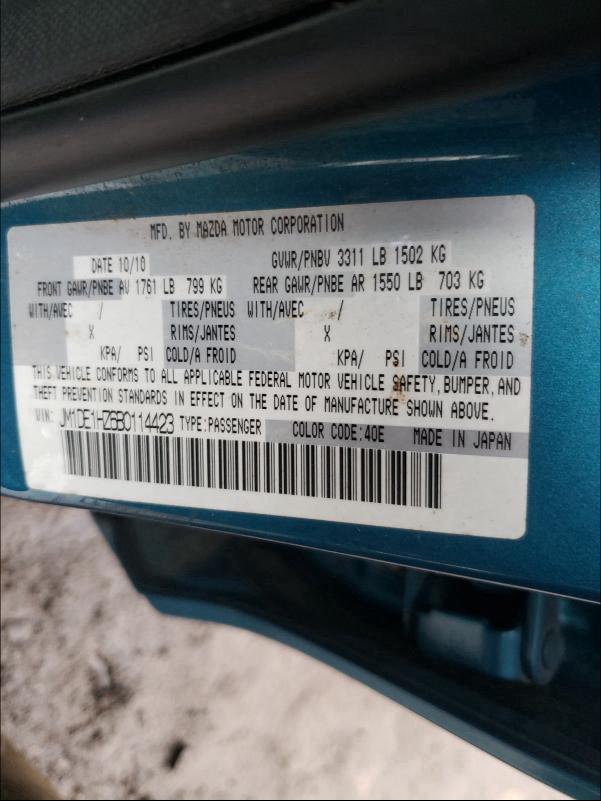 MFD. BY MAZDA MOTOR CORPORATION
DATE 10/10 GVWR/PNBV 3311 LB 1502 KG
FRONT GAWR/PNBE AV 1761 LB 799 KG REAR GAWR/PNBE AR 1550 LB 703 KG
WITH/AVEC / TIRES/PNEUS WITH/AVEC / TIRES/PNEUS
X RIMS/JANTES X RIMS/JANTES
KPA/ PSI COLD/A FROID KPA/ PSI COLD/A FROID
THIS VEHICLE CONFORMS TO ALL APPLICABLE FEDERAL MOTOR VEHICLE SAFETY, BUMPER, AND
THEFT PREVENTION STANDARDS IN EFFECT ON THE DATE OF MANUFACTURE SHOWN ABOVE.
VIN: JM1DE1HZ6B0114423 TYPE:PASSENGER COLOR CODE:40E MADE IN JAPAN